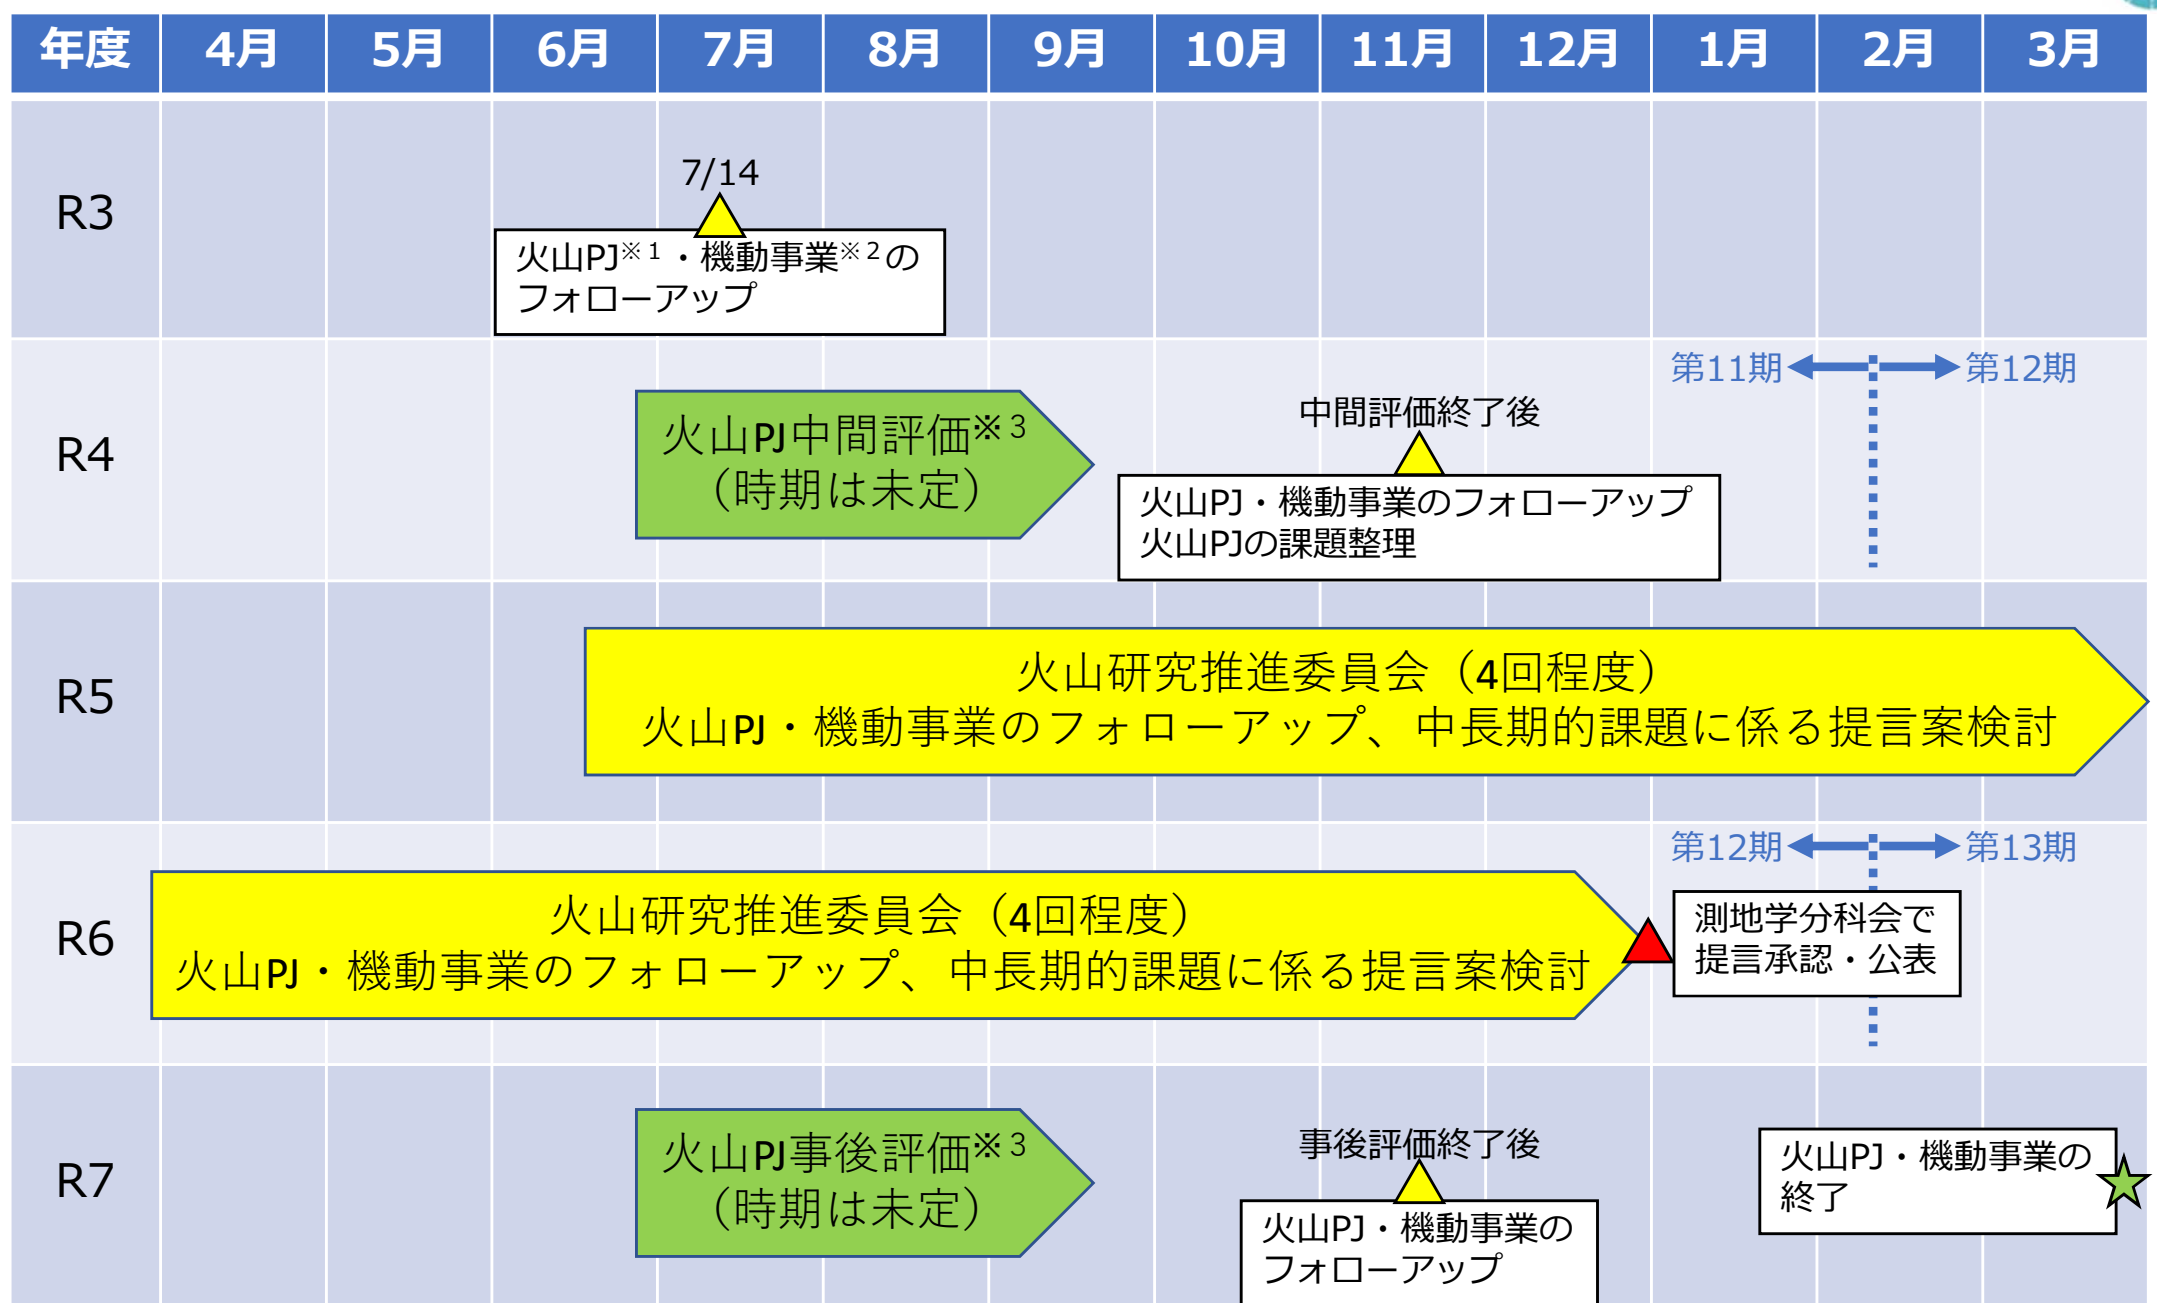 年度 4月 5月 6月 7月 8月 9月 10月 11月 12月 1月 2月 3月
R3
7/14
火山PJ※1・機動事業※2の
フォローアップ
R4
火山PJ中間評価※3
（時期は未定）
中間評価終了後
火山PJ・機動事業のフォローアップ
火山PJの課題整理
第11期 第12期
R5
火山研究推進委員会（4回程度）
火山PJ・機動事業のフォローアップ、中長期的課題に係る提言案検討
R6
火山研究推進委員会（4回程度）
火山PJ・機動事業のフォローアップ、中長期的課題に係る提言案検討
第12期 第13期
測地学分科会で
提言承認・公表
R7
火山PJ事後評価※3
（時期は未定）
事後評価終了後
火山PJ・機動事業の
フォローアップ
火山PJ・機動事業の
終了